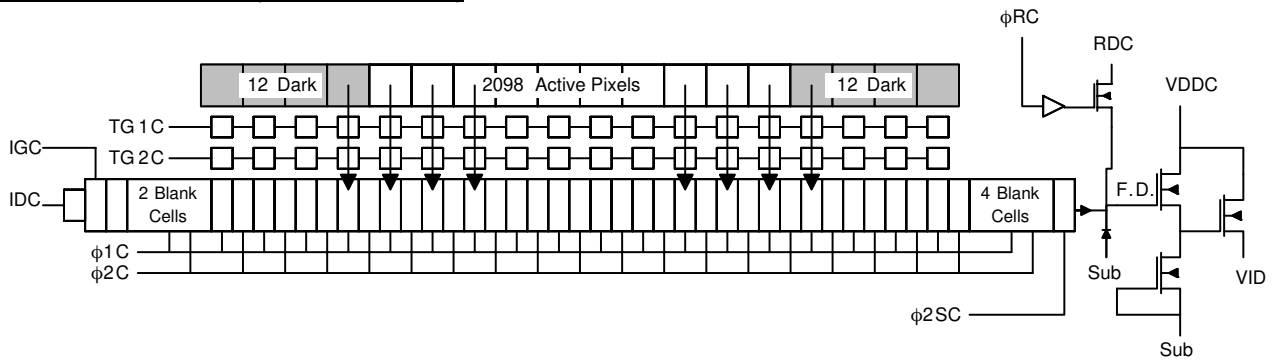 φRC
RDC
12 Dark
2098 Active Pixels
12 Dark
VDDC
TG1C
IGC
TG2C
IDC
2 Blank
Cells
4 Blank
Cells
F.D.
φ1C
φ2C
Sub
VID
φ2SC
Sub